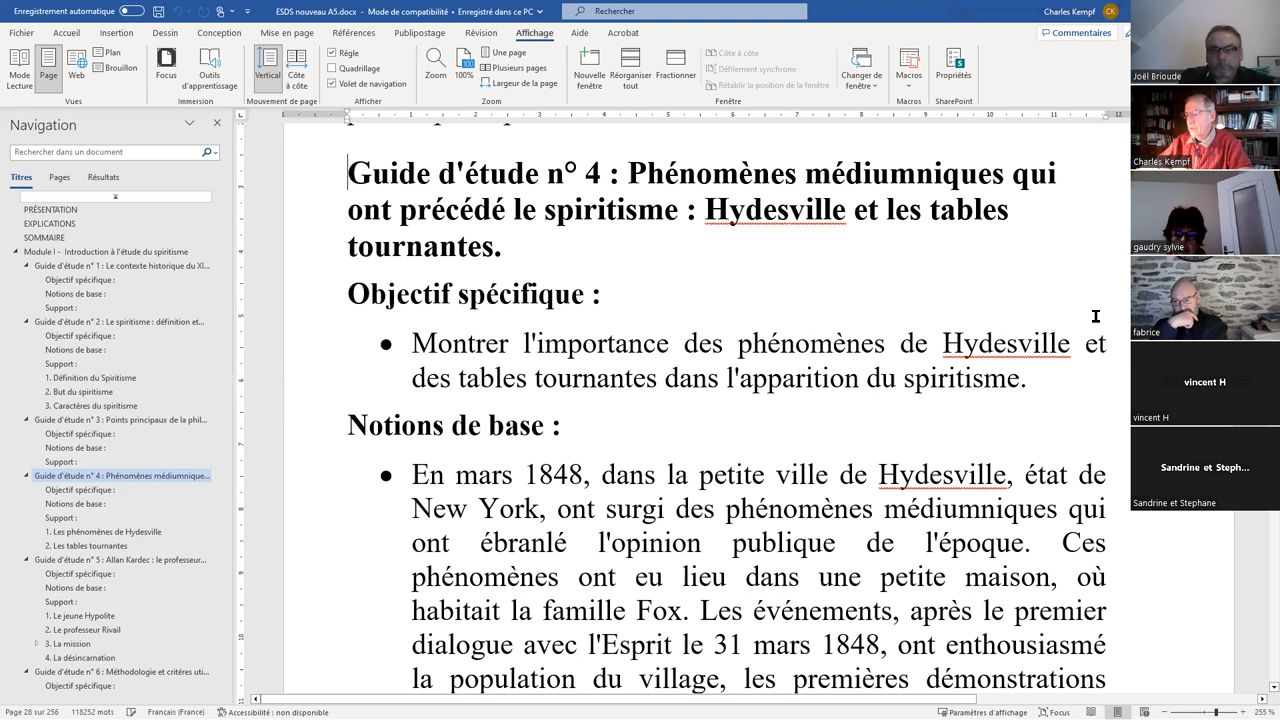 Enregistrement automatique
ESDS nouveau A5.docx - Mode de compatibilité • Enregistré dans ce PC
Rechercher
Charles Kempf
CK
Fichier
Accueil
Insertion
Dessin
Conception
Mise en page
Références
Publipostage
Révision
Affichage
Aide
Acrobat
Commentaires
Mode Lecture
Page
Web
Plan
Brouillon
Vues
Focus
Outils d'apprentissage
Immersion
Vertical
Côte à côte
Mouvement de page
Règle
Quadrillage
Volet de navigation
Afficher
Zoom
100%
Une page
Plusieurs pages
Largeur de la page
Zoom
Nouvelle fenêtre
Réorganiser tout
Fractionner
Côte à côte
Défilement synchrone
Rétablir la position de la fenêtre
Fenêtre
Changer de fenêtre
Macros
Macros
Propriétés
SharePoint
Navigation
Rechercher dans un document
Titres
Pages
Résultats
PRÉSENTATION
EXPLICATIONS
SOMMAIRE
Module I - Introduction à l'étude du spiritisme
Guide d'étude n° 1 : Le contexte historique du XI...
Objectif spécifique :
Notions de base :
Support :
Guide d'étude n° 2 : Le spiritisme : définition et...
Objectif spécifique :
Notions de base :
Support :
1. Définition du Spiritisme
2. But du spiritisme
3. Caractères du spiritisme
Guide d'étude n° 3 : Points principaux de la phil...
Objectif spécifique :
Notions de base :
Support :
Guide d'étude n° 4 : Phénomènes médiumnique...
Objectif spécifique :
Notions de base :
Support :
1. Les phénomènes de Hydesville
2. Les tables tournantes
Guide d'étude n° 5 : Allan Kardec : le professeur...
Objectif spécifique :
Notions de base :
Support :
1. Le jeune Hypolite
2. Le professeur Rivail
3. La mission
4. La désincarnation
Guide d'étude n° 6 : Méthodologie et critères uti...
Objectif spécifique :
Guide d'étude n° 4 : Phénomènes médiumniques qui
ont précédé le spiritisme : Hydesville et les tables
tournantes.
Objectif spécifique :
● Montrer l'importance des phénomènes de Hydesville et
des tables tournantes dans l'apparition du spiritisme.
Notions de base :
● En mars 1848, dans la petite ville de Hydesville, état de
New York, ont surgi des phénomènes médiumniques qui
ont ébranlé l'opinion publique de l'époque. Ces
phénomènes ont eu lieu dans une petite maison, où
habitait la famille Fox. Les événements, après le premier
dialogue avec l'Esprit le 31 mars 1848, ont enthousiasmé
la population du village, les premières démonstrations
Joël Brioude
Charles Kempf
gaudry sylvie
fabrice
vincent H
vincent H
Sandrine et Steph...
Sandrine et Stephane
Page 28 sur 256
118252 mots
Français (France)
Accessibilité : non disponible
Paramètres d'affichage
Focus
255 %